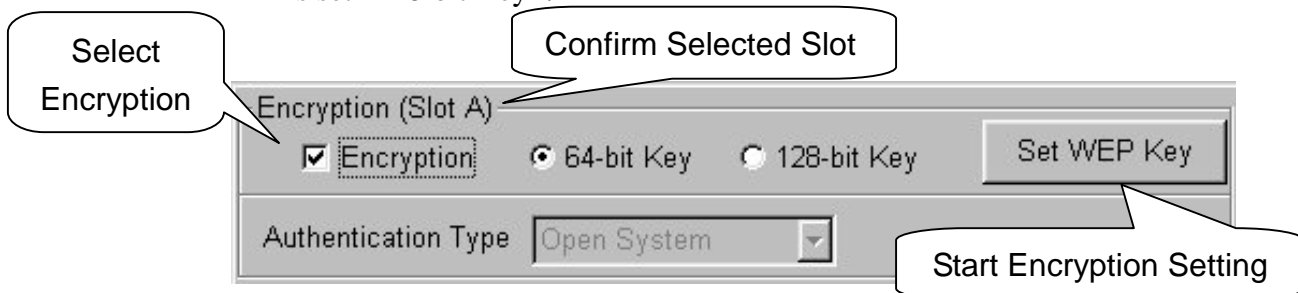 Select
Encryption
Confirm Selected Slot
Encryption (Slot A)
Encryption 64-bit Key 128-bit Key Set WEP Key
Authentication Type Open System
Start Encryption Setting